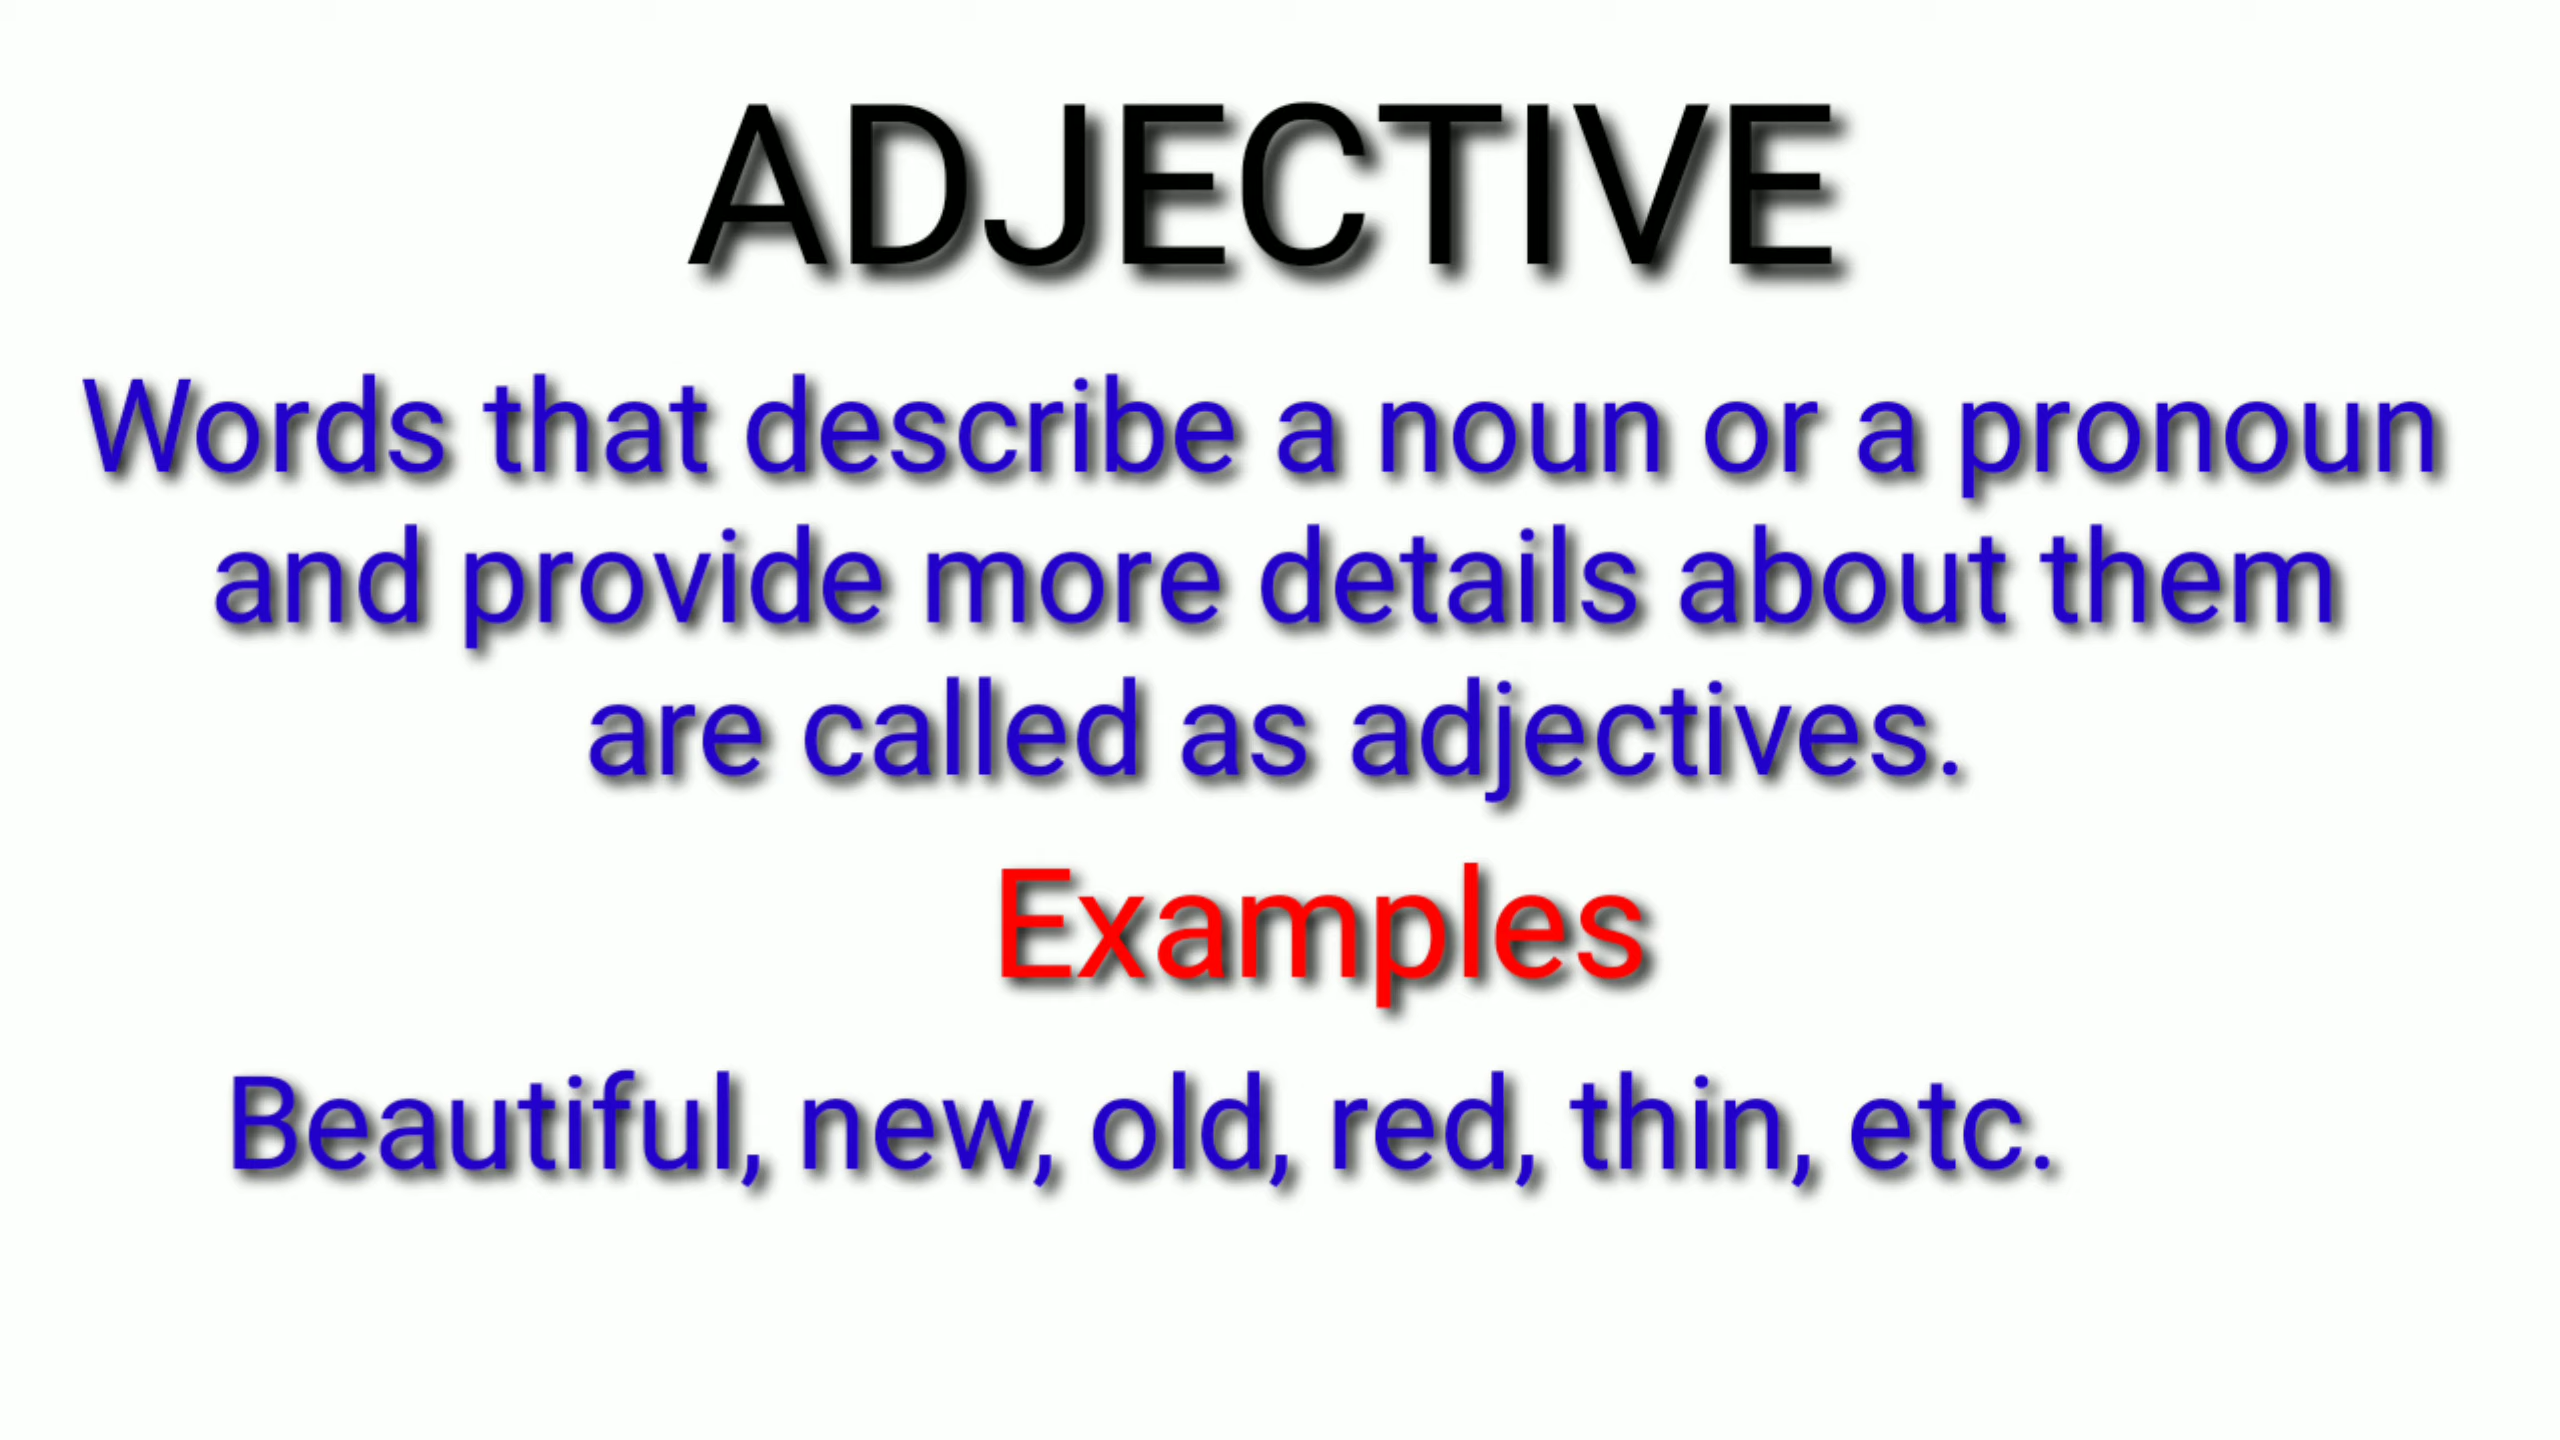 ADJECTIVE
Words that describe a noun or a pronoun
and provide more details about them
are called as adjectives.
Examples
Beautiful, new, old, red, thin, etc.